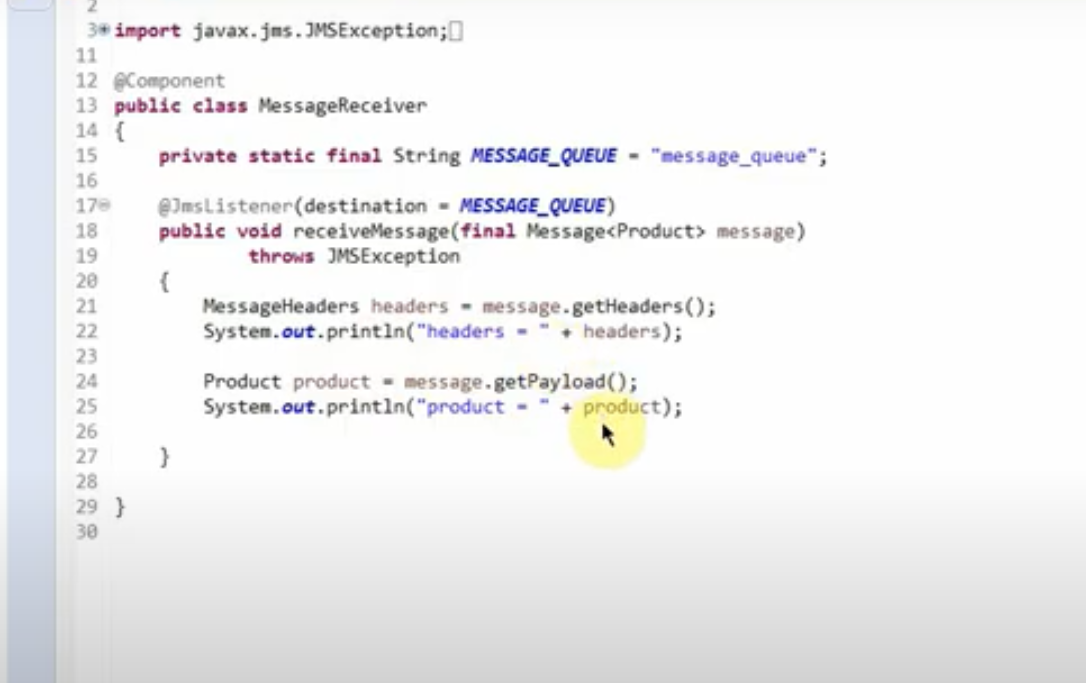 2
3 import javax.jms.JMSException;
11
12 @Component
13 public class MessageReceiver
14 {
15 private static final String MESSAGE_QUEUE = "message_queue";
16
17 @JmsListener(destination = MESSAGE_QUEUE)
18 public void receiveMessage(final Message<Product> message)
19 throws JMSException
20 {
21 MessageHeaders headers = message.getHeaders();
22 System.out.println("headers = " + headers);
23
24 Product product = message.getPayload();
25 System.out.println("product = " + product);
26
27 }
28
29 }
30